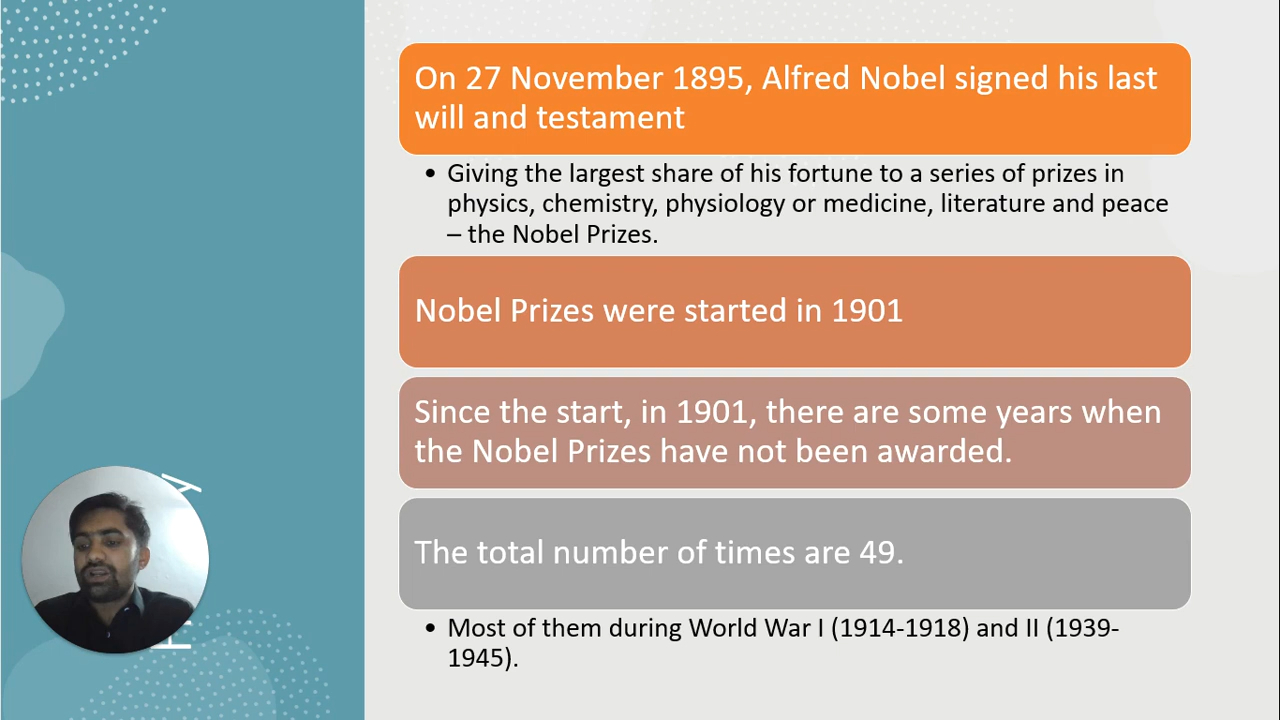 On 27 November 1895, Alfred Nobel signed his last
will and testament
• Giving the largest share of his fortune to a series of prizes in
physics, chemistry, physiology or medicine, literature and peace
– the Nobel Prizes.
Nobel Prizes were started in 1901
Since the start, in 1901, there are some years when
the Nobel Prizes have not been awarded.
The total number of times are 49.
• Most of them during World War I (1914-1918) and II (1939-
1945).